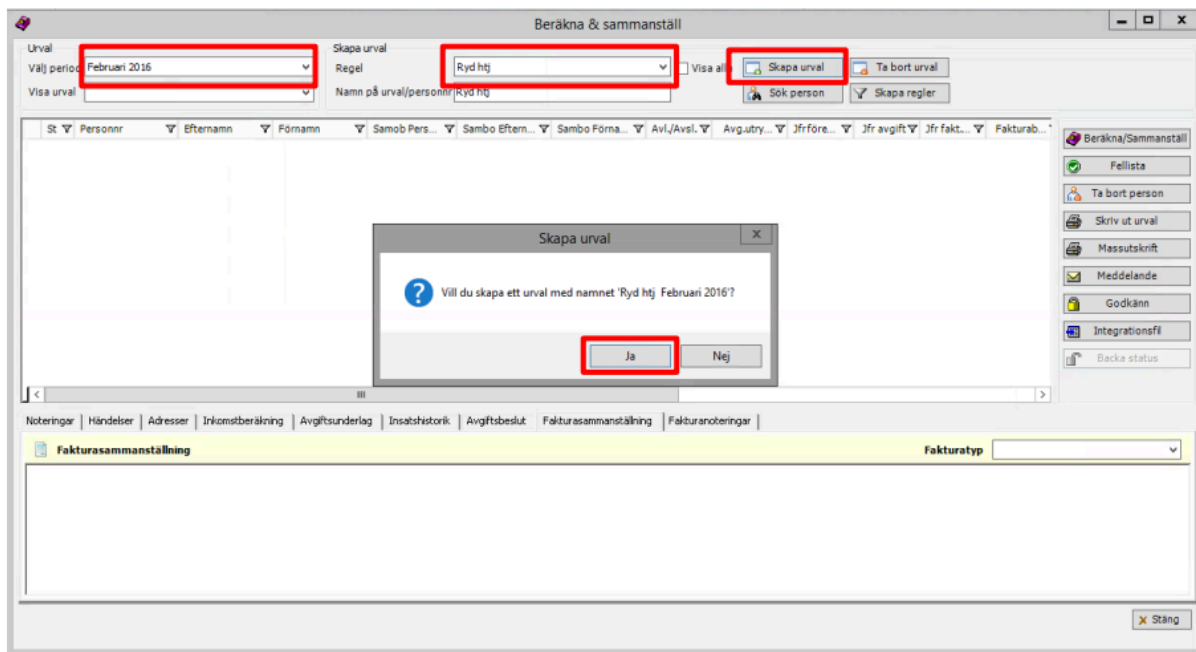 Beräkna & sammanställ
Urval
Skapa urval
Välj period Februari 2016
Regel Ryd htj Visa alla Skapa urval Ta bort urval
Visa urval
Namn på urval/personnr Ryd htj Sök person Skapa regler
St Personnr Efternamn Förnamn Samob Pers... Sambo Eftern... Sambo Förna... Avl./Avsl. Avg.utry... Jfrföre... Jfr avgift Jfr fakt.... Fakturab...
Beräkna/Sammanställ
Fellista
Ta bort person
Skriv ut urval
Massutskrift
Meddelande
Godkänn
Integrationsfil
Backa status
Skapa urval
Vill du skapa ett urval med namnet 'Ryd htj Februari 2016'?
Ja Nej
Noteringar Händelser Adresser Inkomstberäkning Avgiftsunderlag Insatshistorik Avgiftsbeslut Fakturasammanställning Fakturanoteringar
Fakturasammanställning Fakturatyp
Stäng